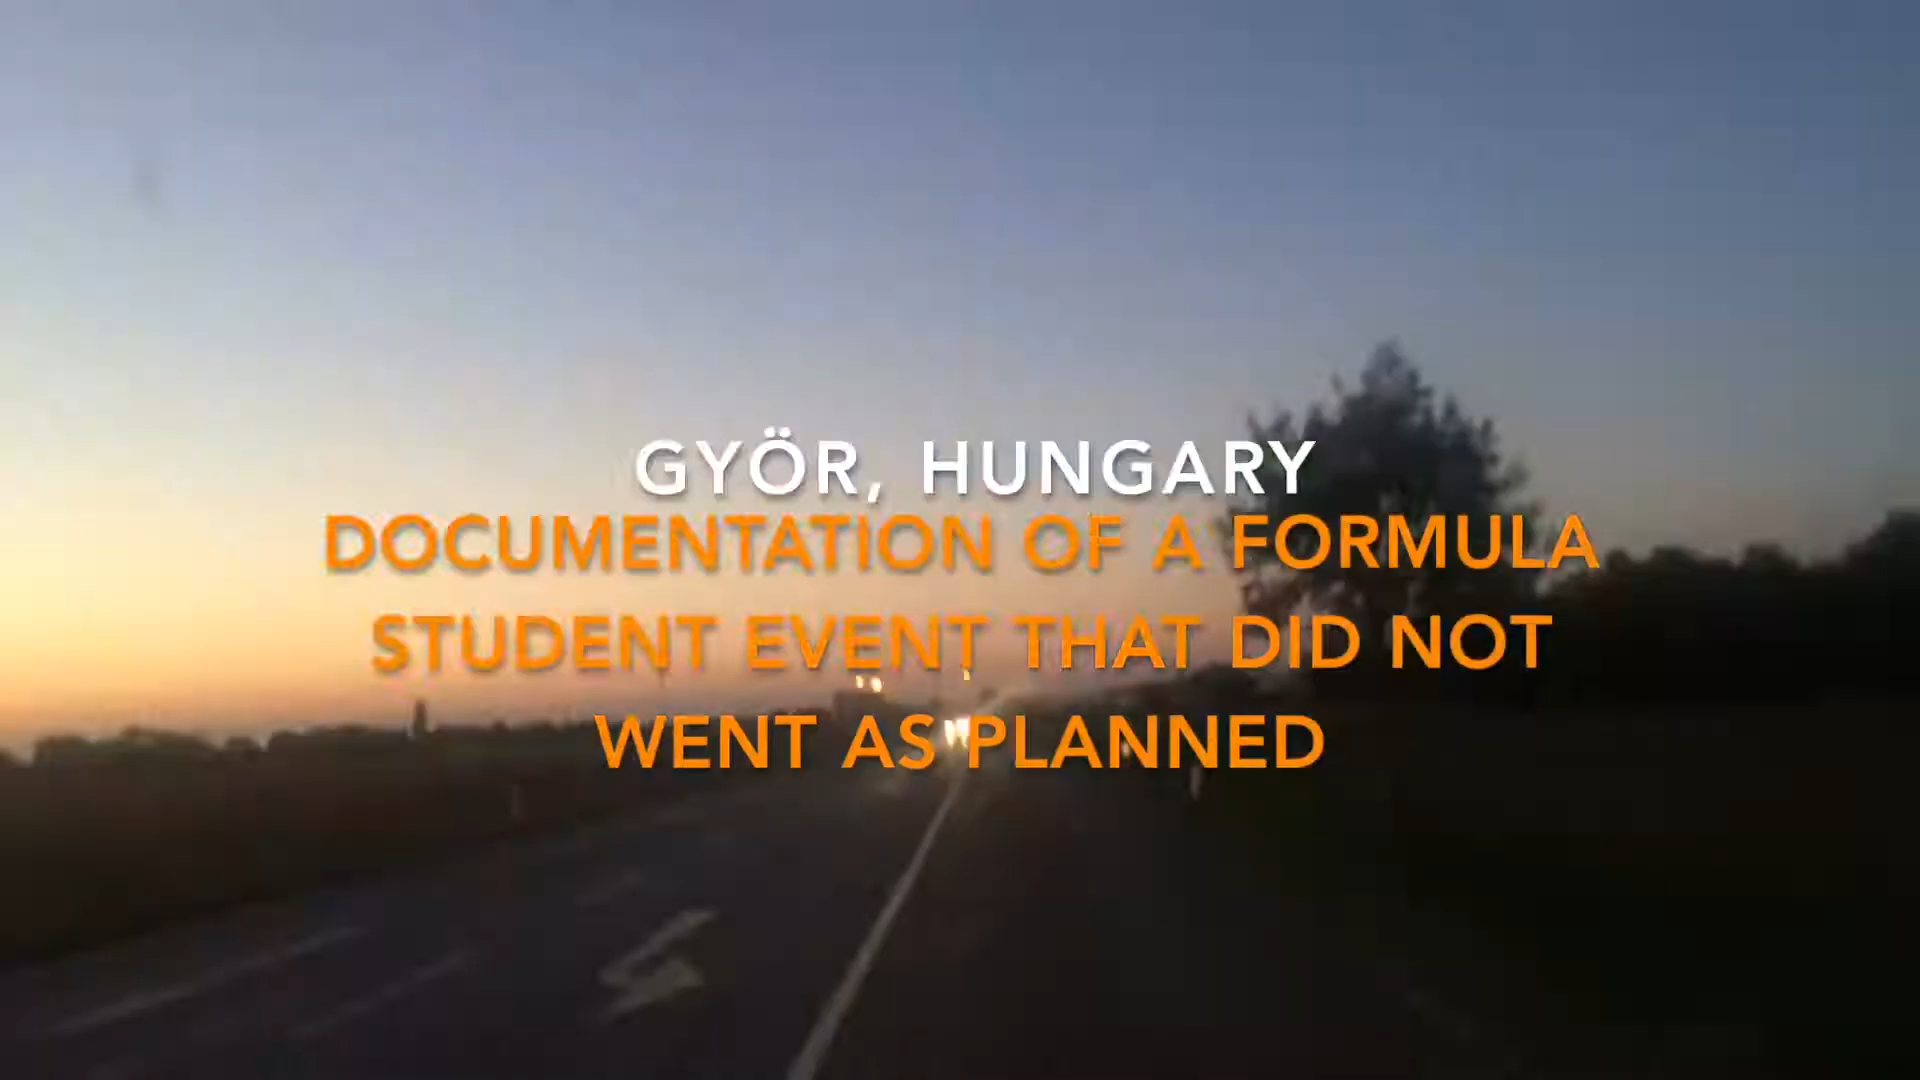 GYÖR, HUNGARY
DOCUMENTATION OF A FORMULA
STUDENT EVENT THAT DID NOT
WENT AS PLANNED